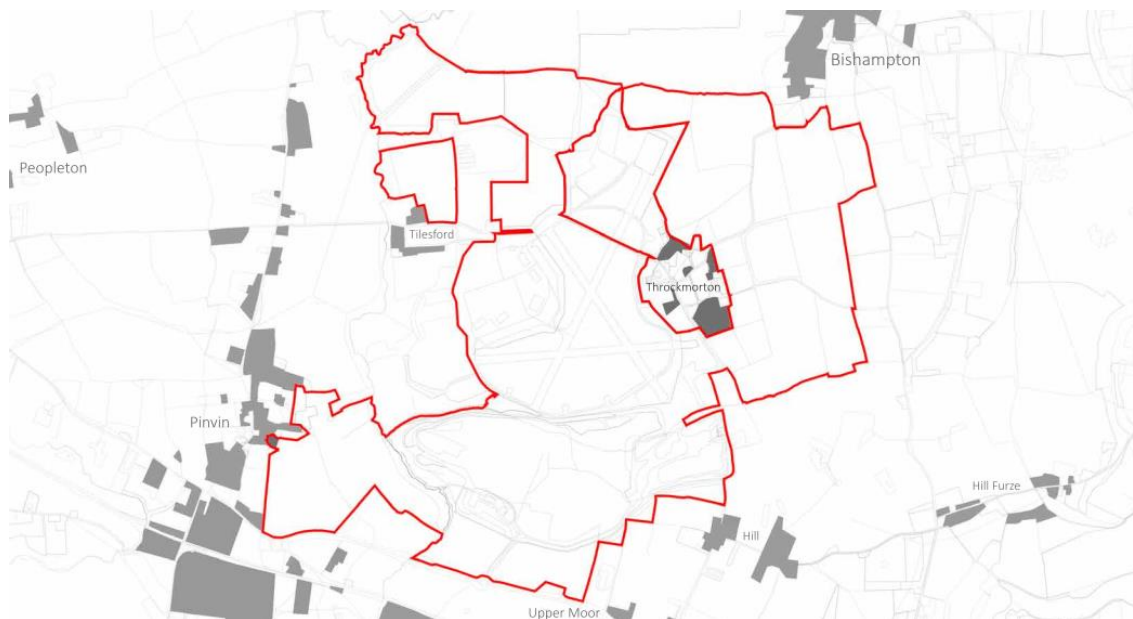 Bishampton
Peopleton
Tilesford
Throckmorton
Pinvin
Hill Furze
Hill
Upper Moor